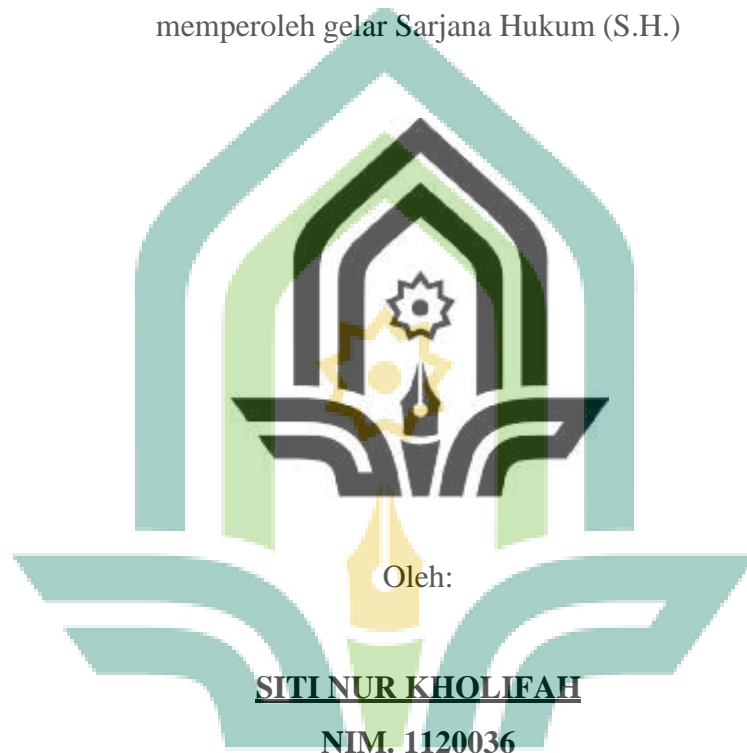 memperoleh gelar Sarjana Hukum (S.H.)
Oleh:
SITI NUR KHOLIFAH
NIM. 1120036